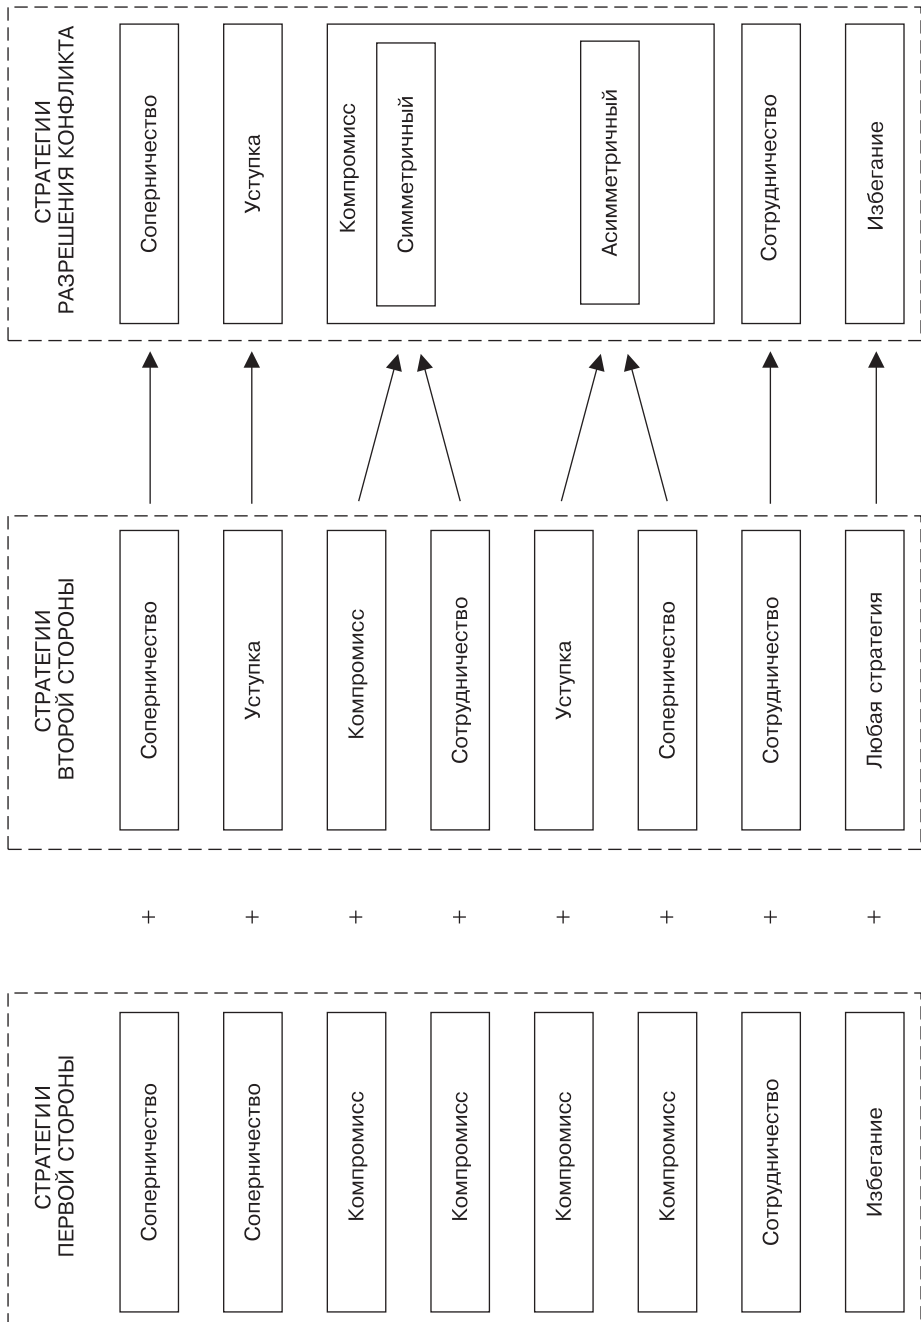 СТРАТЕГИИ
ПЕРВОЙ СТОРОНЫ
Соперничество
Соперничество
Компромисс
Компромисс
Компромисс
Компромисс
Сотрудничество
Избегание
+
+
+
+
+
+
+
+
СТРАТЕГИИ
ВТОРОЙ СТОРОНЫ
Соперничество
Уступка
Компромисс
Сотрудничество
Уступка
Соперничество
Сотрудничество
Любая стратегия
СТРАТЕГИИ
РАЗРЕШЕНИЯ КОНФЛИКТА
Соперничество
Уступка
Компромисс
Симметричный
Асимметричный
Сотрудничество
Избегание